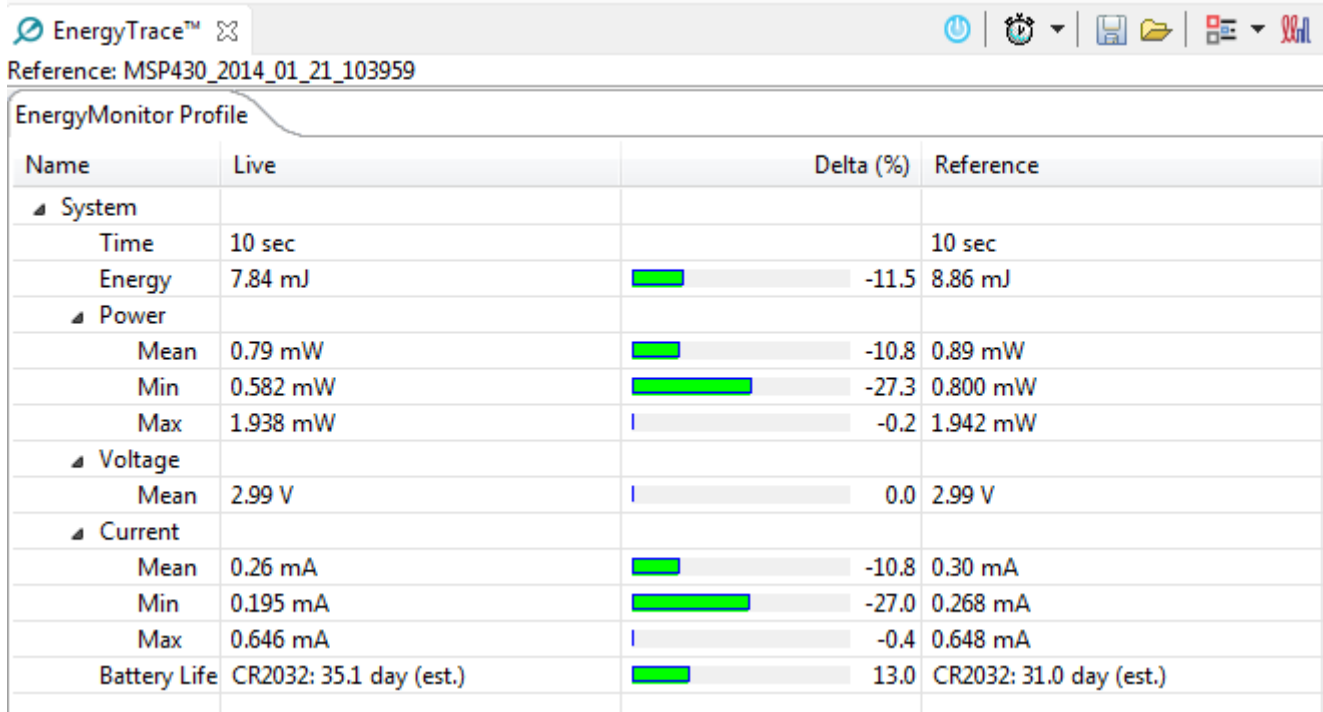 EnergyTrace™
Reference: MSP430_2014_01_21_103959
EnergyMonitor Profile
Name Live Delta (%) Reference
System
Time 10 sec 10 sec
Energy 7.84 mJ -11.5 8.86 mJ
Power
Mean 0.79 mW -10.8 0.89 mW
Min 0.582 mW -27.3 0.800 mW
Max 1.938 mW -0.2 1.942 mW
Voltage
Mean 2.99 V 0.0 2.99 V
Current
Mean 0.26 mA -10.8 0.30 mA
Min 0.195 mA -27.0 0.268 mA
Max 0.646 mA -0.4 0.648 mA
Battery Life CR2032: 35.1 day (est.) 13.0 CR2032: 31.0 day (est.)